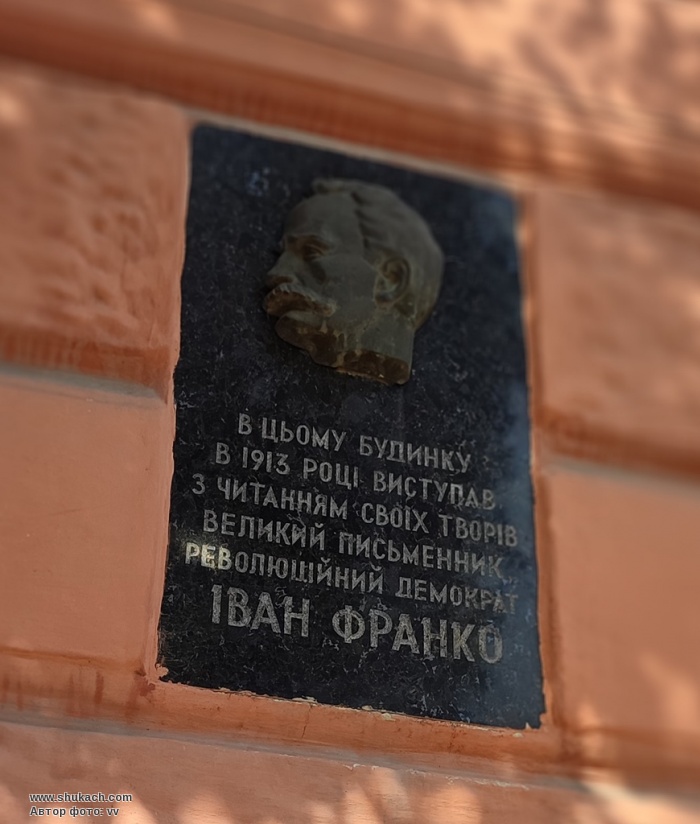 В ЦЬОМУ БУДИНКУ
В 1913 РОЦІ ВИСТУПАВ
З ЧИТАННЯМ СВОЇХ ТВОРІВ
ВЕЛИКИЙ ПИСЬМЕННИК,
РЕВОЛЮЦІЙНИЙ ДЕМОКРАТ
ІВАН ФРАНКО
www.shukach.com
Автор фото: vv